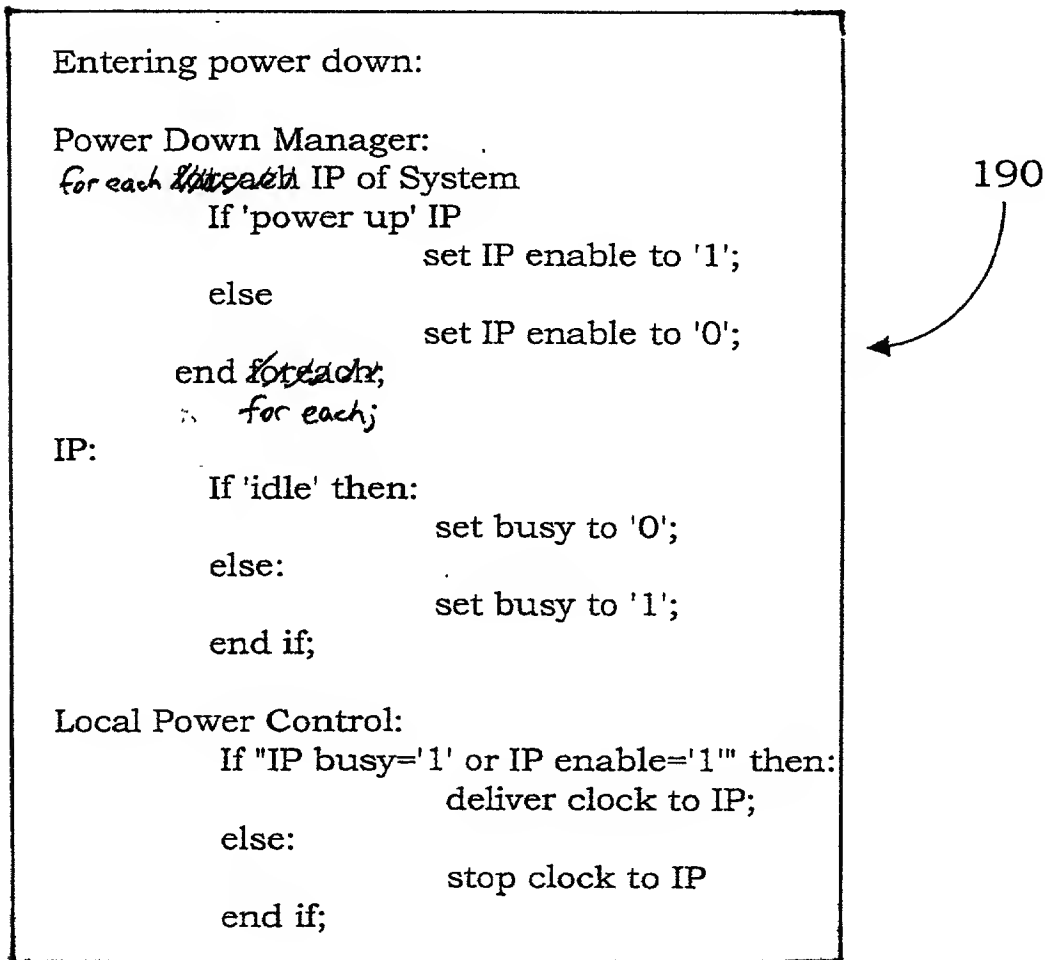 Entering power down:
Power Down Manager:
for each foreach IP of System
If 'power up' IP
set IP enable to '1';
else
set IP enable to '0';
end foreach;
for each;
IP:
If 'idle' then:
set busy to '0';
else:
set busy to '1';
end if;
Local Power Control:
If "IP busy='1' or IP enable='1'" then:
deliver clock to IP;
else:
stop clock to IP
end if;
190